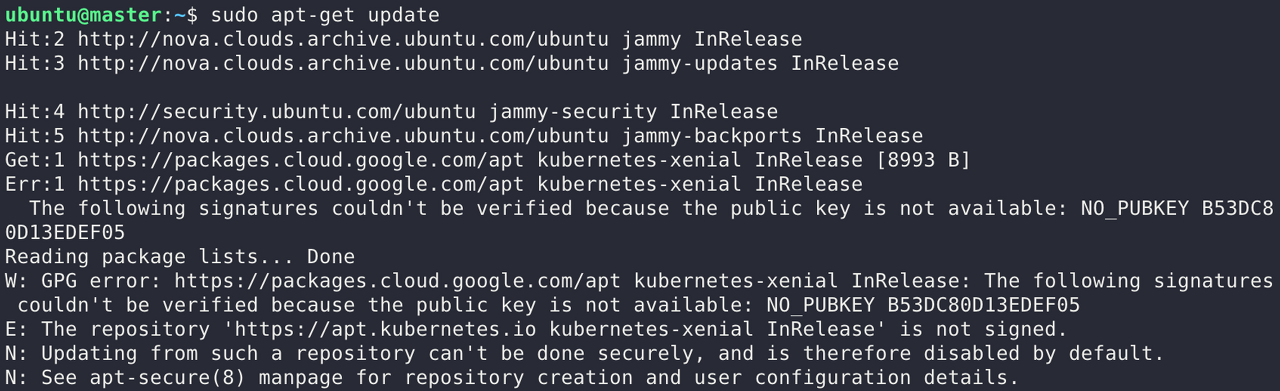 ubuntu@master:~$ sudo apt-get update
Hit:2 http://nova.clouds.archive.ubuntu.com/ubuntu jammy InRelease
Hit:3 http://nova.clouds.archive.ubuntu.com/ubuntu jammy-updates InRelease
Hit:4 http://security.ubuntu.com/ubuntu jammy-security InRelease
Hit:5 http://nova.clouds.archive.ubuntu.com/ubuntu jammy-backports InRelease
Get:1 https://packages.cloud.google.com/apt kubernetes-xenial InRelease [8993 B]
Err:1 https://packages.cloud.google.com/apt kubernetes-xenial InRelease
  The following signatures couldn't be verified because the public key is not available: NO_PUBKEY B53DC8
0D13EDEF05
Reading package lists... Done
W: GPG error: https://packages.cloud.google.com/apt kubernetes-xenial InRelease: The following signatures
 couldn't be verified because the public key is not available: NO_PUBKEY B53DC80D13EDEF05
E: The repository 'https://apt.kubernetes.io kubernetes-xenial InRelease' is not signed.
N: Updating from such a repository can't be done securely, and is therefore disabled by default.
N: See apt-secure(8) manpage for repository creation and user configuration details.